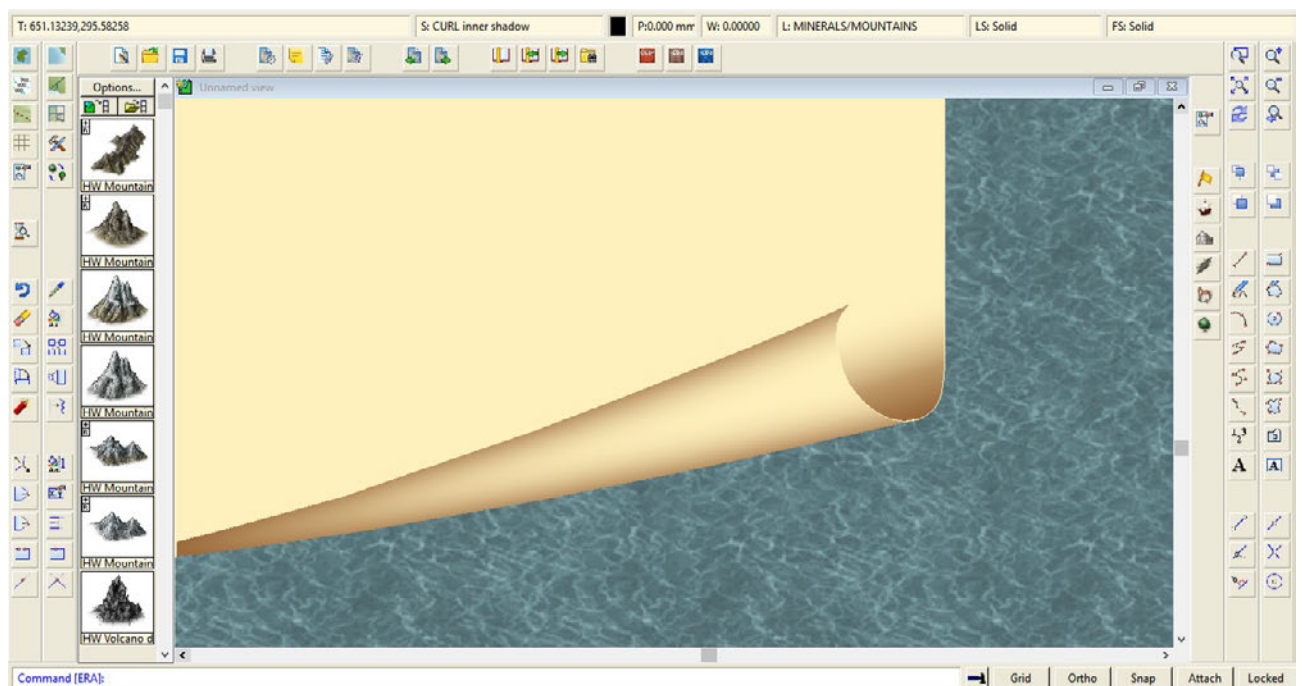 T: 651.13239,295.58258
S: CURL inner shadow
P:0.000 mm
W: 0.00000
L: MINERALS/MOUNTAINS
LS: Solid
FS: Solid
Options...
Unnamed view
HW Mountain
HW Mountain
HW Mountain
HW Mountain
HW Mountain
HW Mountain
HW Volcano d
Command [ERA]:
Grid
Ortho
Snap
Attach
Locked